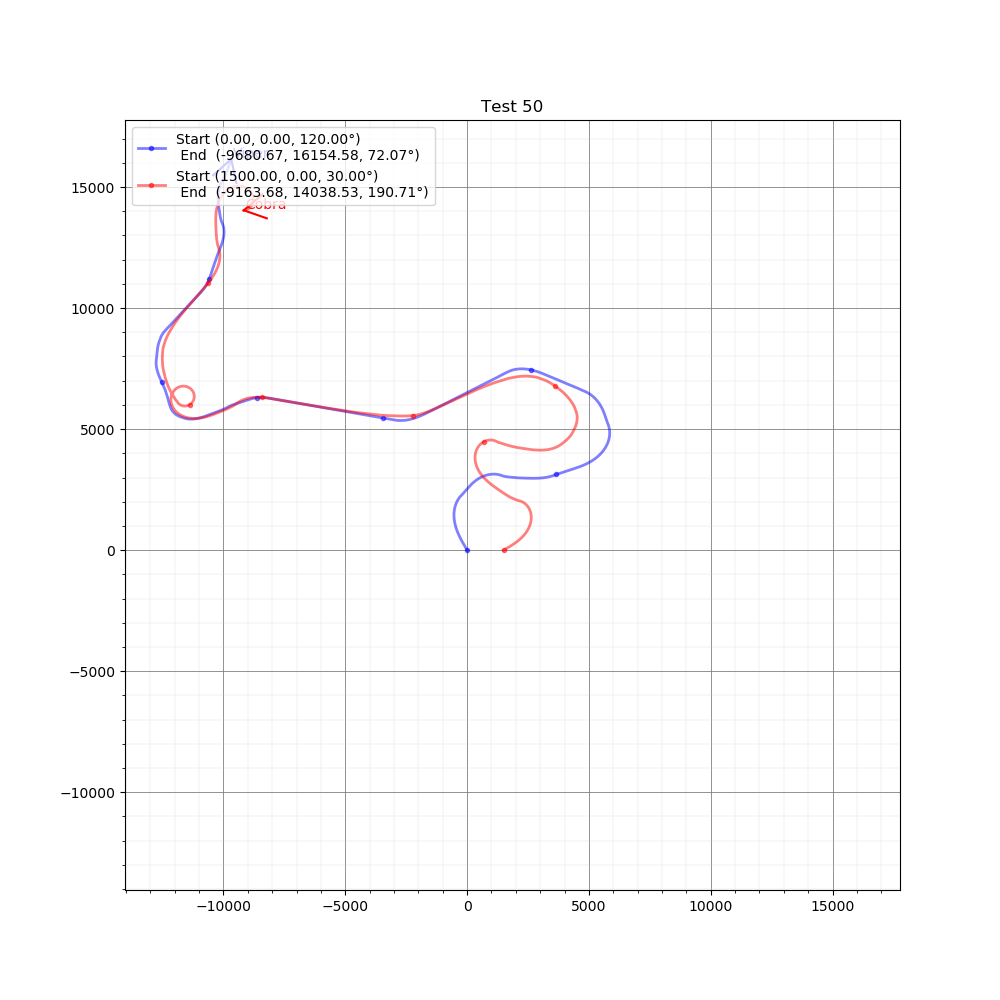 Test 50
Start (0.00, 0.00, 120.00°)
End (-9680.67, 16154.58, 72.07°)
Start (1500.00, 0.00, 30.00°)
End (-9163.68, 14038.53, 190.71°)
Cobra
15000
10000
5000
0
−5000
−10000
−10000
−5000
0
5000
10000
15000